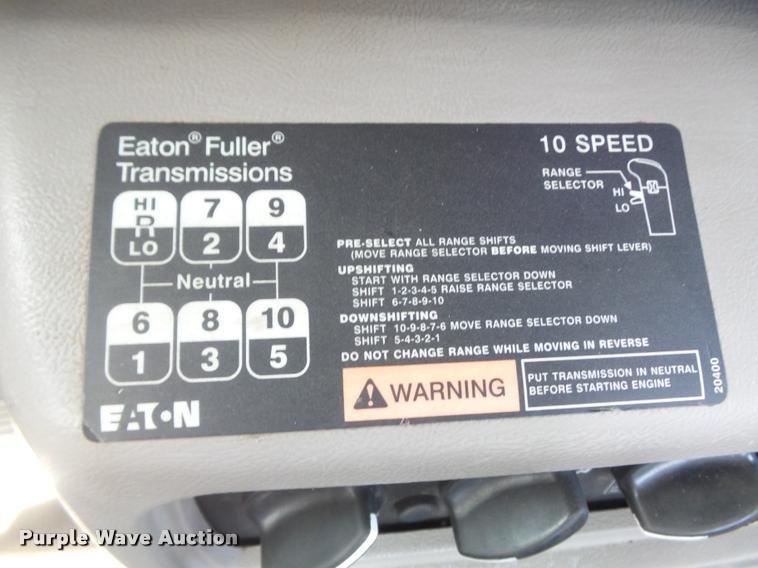 Eaton® Fuller®
Transmissions
10 SPEED
RANGE
SELECTOR
HI
LO
HI
R
LO
7
2
9
4
Neutral
6
1
8
3
10
5
PRE-SELECT ALL RANGE SHIFTS
(MOVE RANGE SELECTOR BEFORE MOVING SHIFT LEVER)
UPSHIFTING
START WITH RANGE SELECTOR DOWN
SHIFT 1-2-3-4-5 RAISE RANGE SELECTOR
SHIFT 6-7-8-9-10
DOWNSHIFTING
SHIFT 10-9-8-7-6 MOVE RANGE SELECTOR DOWN
SHIFT 5-4-3-2-1
DO NOT CHANGE RANGE WHILE MOVING IN REVERSE
WARNING
PUT TRANSMISSION IN NEUTRAL
BEFORE STARTING ENGINE
20400
EATON
Purple Wave Auction